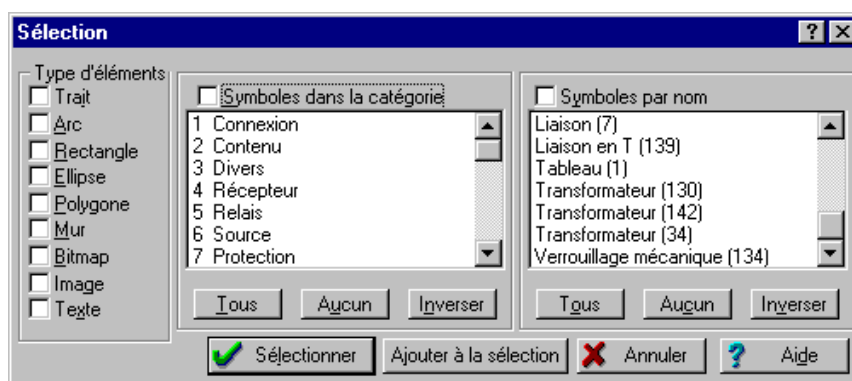 Sélection
Type d'éléments
Trait
Arc
Rectangle
Ellipse
Polygone
Mur
Bitmap
Image
Texte
Symboles dans la catégorie
1 Connexion
2 Contenu
3 Divers
4 Récepteur
5 Relais
6 Source
7 Protection
Tous Aucun Inverser
Symboles par nom
Liaison (7)
Liaison en T (139)
Tableau (1)
Transformateur (130)
Transformateur (142)
Transformateur (34)
Verrouillage mécanique (134)
Tous Aucun Inverser
Sélectionner Ajouter à la sélection Annuler ? Aide